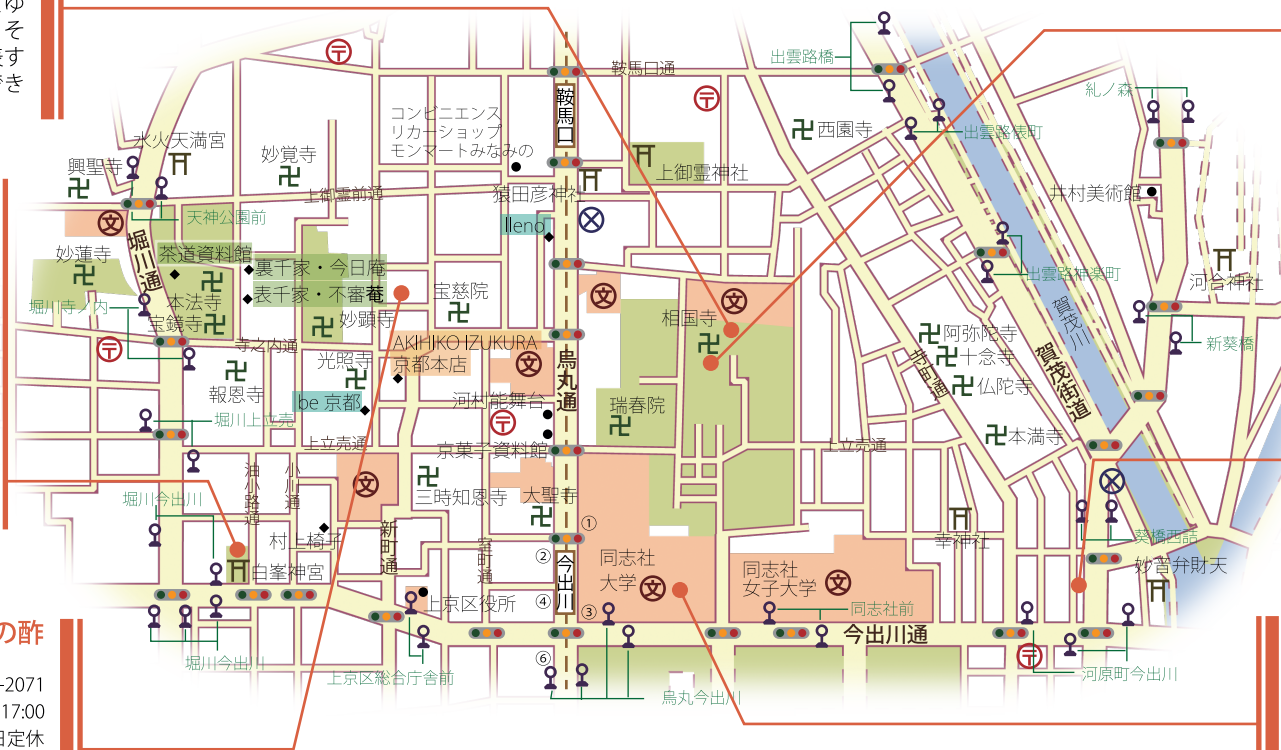 ゆ
そ
す
き
出雲路橋
鞍馬口通
糺ノ森
鞍馬口
コンビニエンス
リカーショップ
モンマートみなみの
水火天満宮
妙覚寺
興聖寺
西園寺
出雲路俵町
上御霊神社
上御霊前通
猿田彦神社
井村美術館
天神公園前
lleno
堀川通
妙蓮寺
茶道資料館
裏千家・今日庵
出雲路神楽町
河合神社
表千家・不審菴
宝慈院
本法寺
堀川寺ノ内
宝鏡寺
妙顕寺
相国寺
賀茂川
阿弥陀寺
寺之内通
AKIHIKO IZUKURA
京都本店
光照寺
新葵橋
十念寺
寺町通
賀茂街道
烏丸通
仏陀寺
報恩寺
be 京都
河村能舞台
瑞春院
堀川上立売
本満寺
上立売通
京菓子資料館
上立売通
油小路通
小川通
三時知恩寺
大聖寺
堀川今出川
①
村上椅子
新町通
室町通
②
今出川
幸神社
葵橋西詰
同志社
大学
同志社
女子大学
妙音弁財天
白峯神宮
上京区役所
④
③
同志社前
今出川通
の酢
堀川今出川
⑥
上京区総合庁舎前
烏丸今出川
河原町今出川
-2071
17:00
日定休